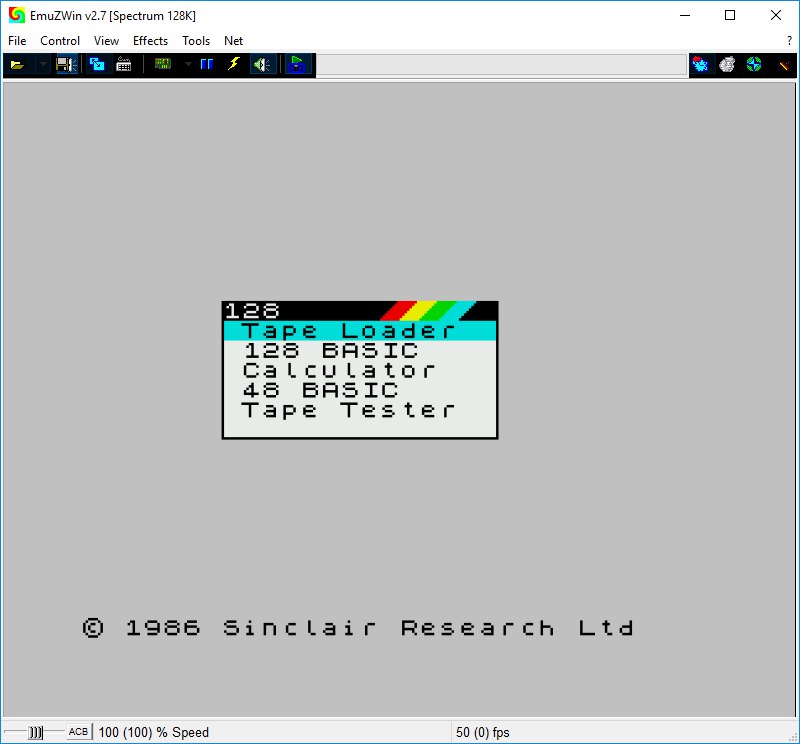 EmuZWin v2.7 [Spectrum 128K]
File Control View Effects Tools Net ?
128
Tape Loader
128 BASIC
Calculator
48 BASIC
Tape Tester
© 1986 Sinclair Research Ltd
ACB 100 (100) % Speed 50 (0) fps